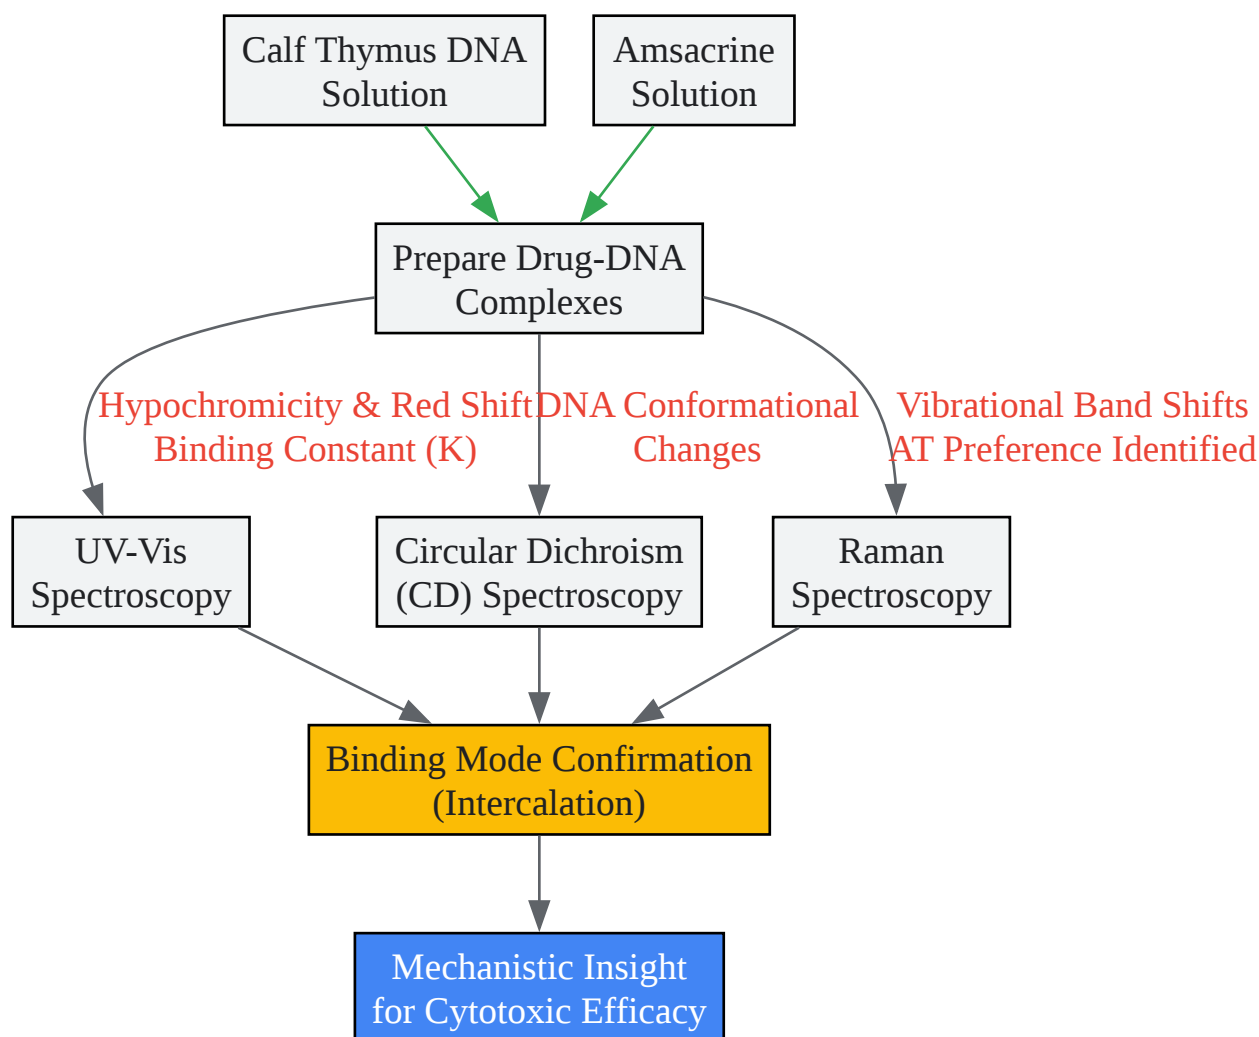 Calf Thymus DNA
Solution
Amsacrine
Solution
Prepare Drug-DNA
Complexes
Hypochromicity & Red Shift
Binding Constant (K)
DNA Conformational
Changes
Vibrational Band Shifts
AT Preference Identified
UV-Vis
Spectroscopy
Circular Dichroism
(CD) Spectroscopy
Raman
Spectroscopy
Binding Mode Confirmation
(Intercalation)
Mechanistic Insight
for Cytotoxic Efficacy